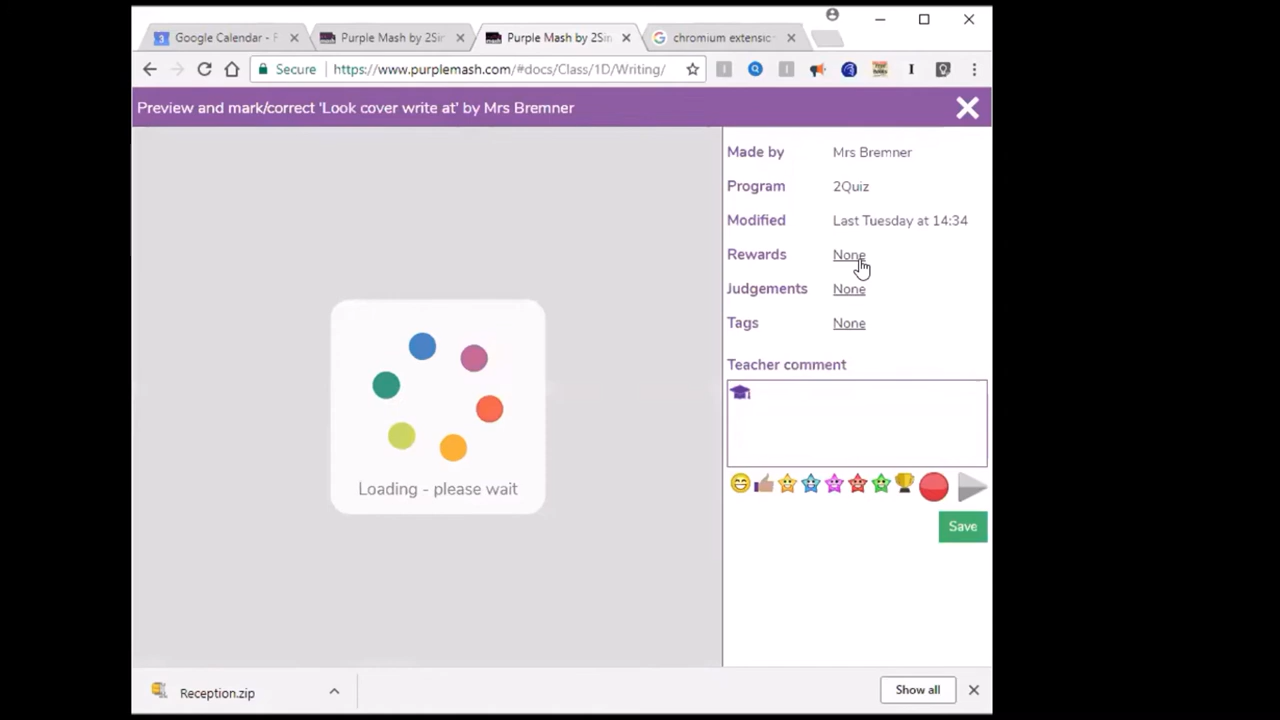 Google Calendar - F
Purple Mash by 2Sin
Purple Mash by 2Sin
chromium extensic
Secure
https://www.purplemash.com/#docs/Class/1D/Writing/
Preview and mark/correct 'Look cover write at' by Mrs Bremner
Made by Mrs Bremner
Program 2Quiz
Modified Last Tuesday at 14:34
Rewards None
Judgements None
Tags None
Teacher comment
Loading - please wait
Save
Reception.zip
Show all